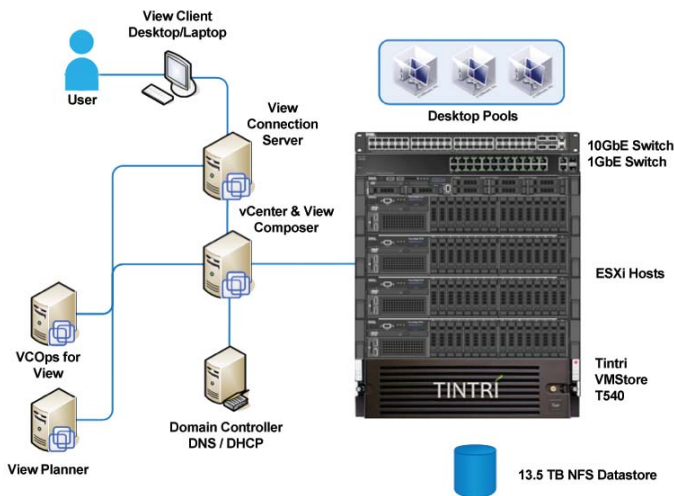 View Client
Desktop/Laptop
User
View
Connection
Server
Desktop Pools
10GbE Switch
1GbE Switch
vCenter & View
Composer
ESXi Hosts
VCOps for
View
Tintri
VMStore
T540
TINTRI
Domain Controller
DNS / DHCP
View Planner
13.5 TB NFS Datastore